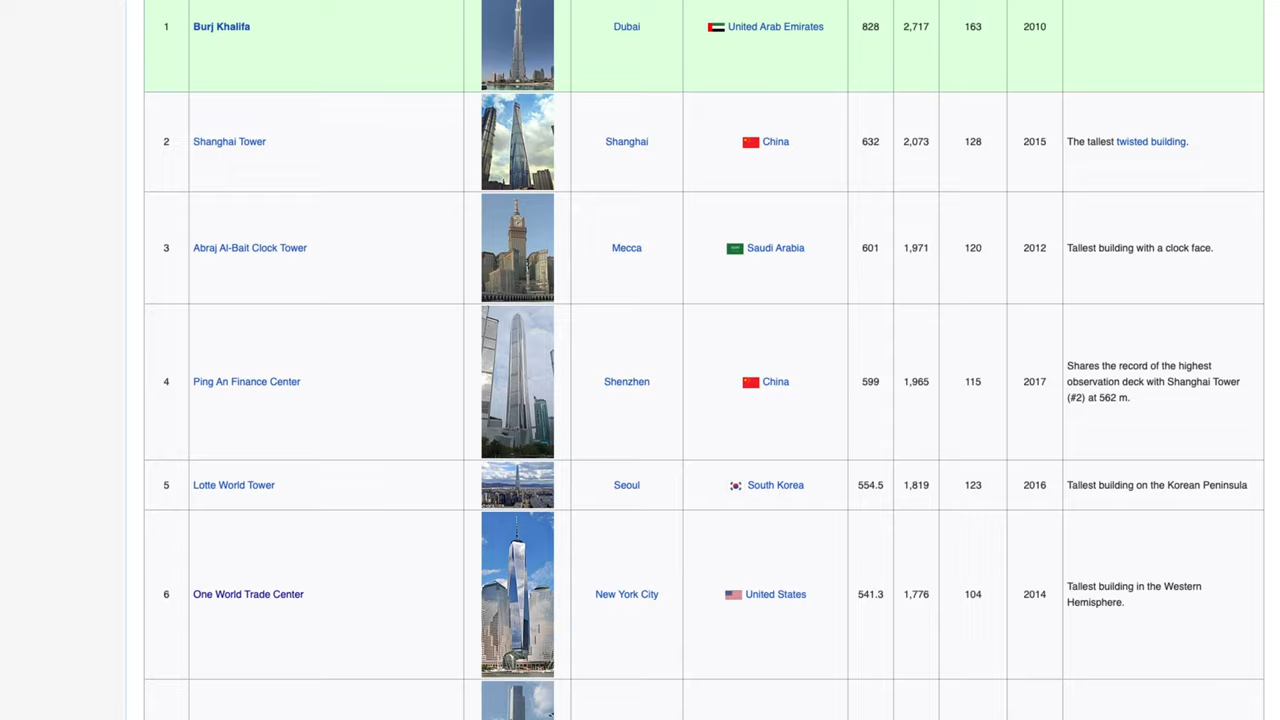 1 Burj Khalifa Dubai United Arab Emirates 828 2,717 163 2010
2 Shanghai Tower Shanghai China 632 2,073 128 2015 The tallest twisted building.
3 Abraj Al-Bait Clock Tower Mecca Saudi Arabia 601 1,971 120 2012 Tallest building with a clock face.
4 Ping An Finance Center Shenzhen China 599 1,965 115 2017 Shares the record of the highest
observation deck with Shanghai Tower
(#2) at 562 m.
5 Lotte World Tower Seoul South Korea 554.5 1,819 123 2016 Tallest building on the Korean Peninsula
6 One World Trade Center New York City United States 541.3 1,776 104 2014 Tallest building in the Western
Hemisphere.